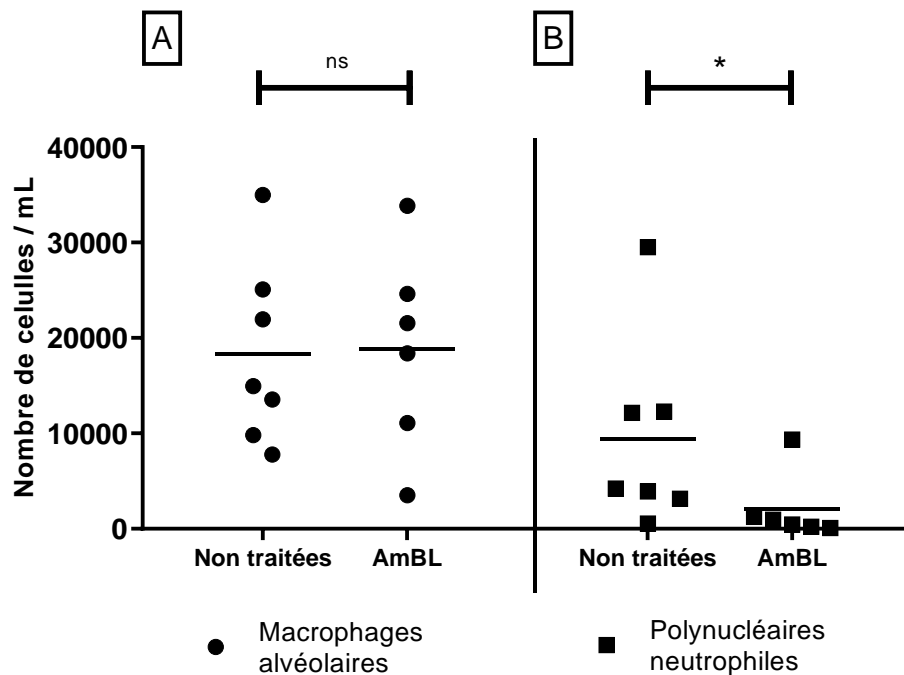 A
B
ns
*
Nombre de celulles / mL
40000
30000
20000
10000
0
Non traitées
AmBL
Non traitées
AmBL
Macrophages
alvéolaires
Polynucléaires
neutrophiles